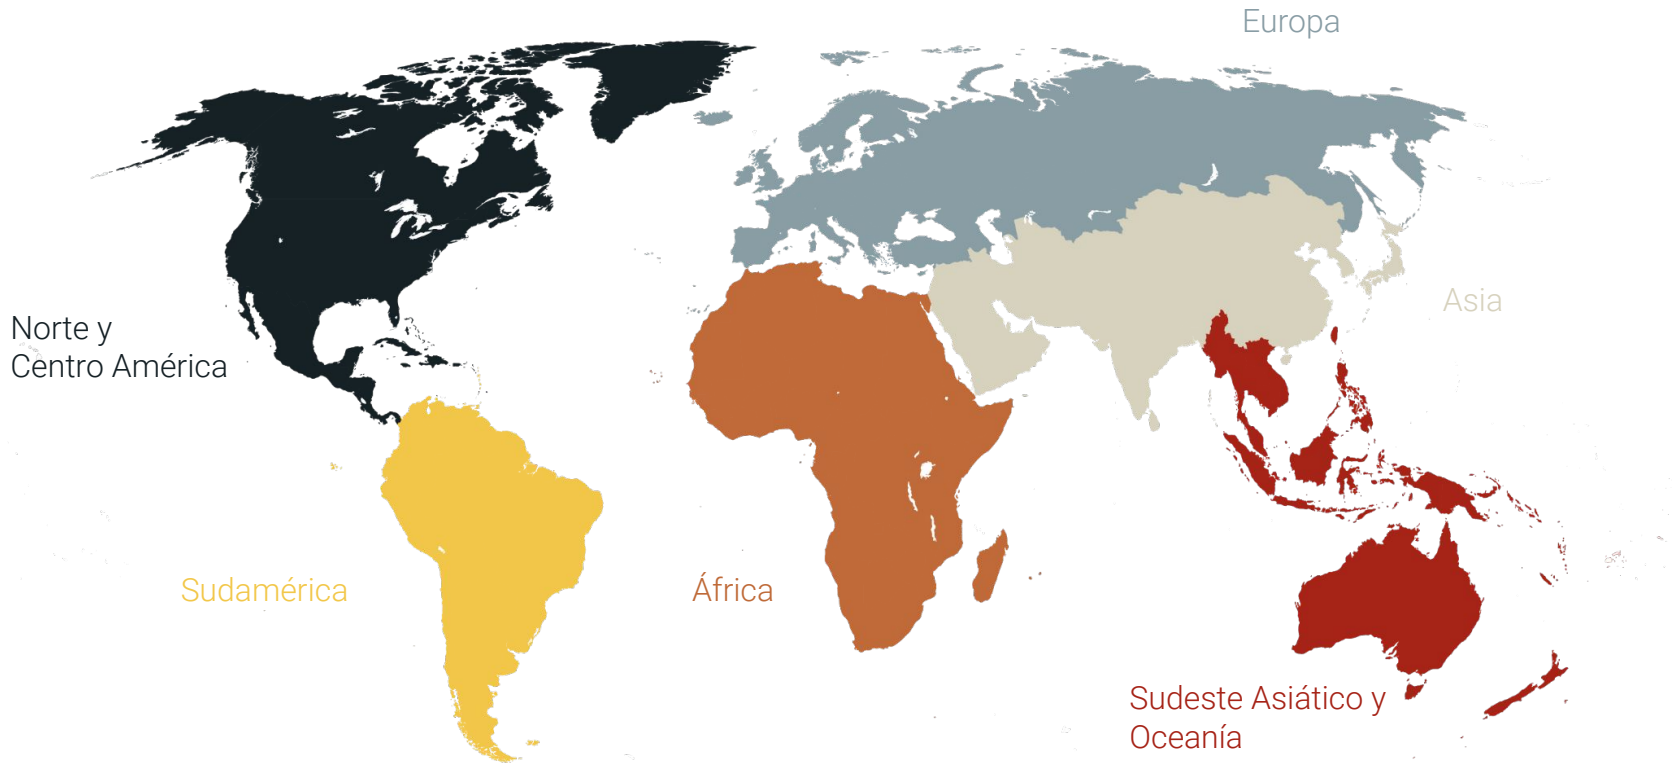 Europa
Asia
Norte y
Centro América
Sudamérica
África
Sudeste Asiático y
Oceanía